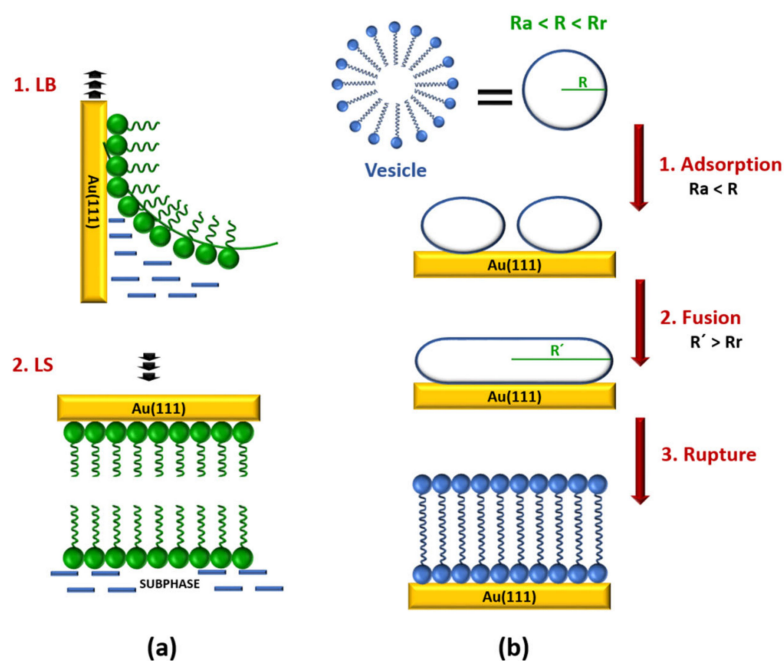 1. LB
Au(111)
2. LS
Au(111)
SUBPHASE
(a)
Ra < R < Rr
R
Vesicle
1. Adsorption
Ra < R
Au(111)
2. Fusion
R´ > Rr
R´
Au(111)
3. Rupture
Au(111)
(b)